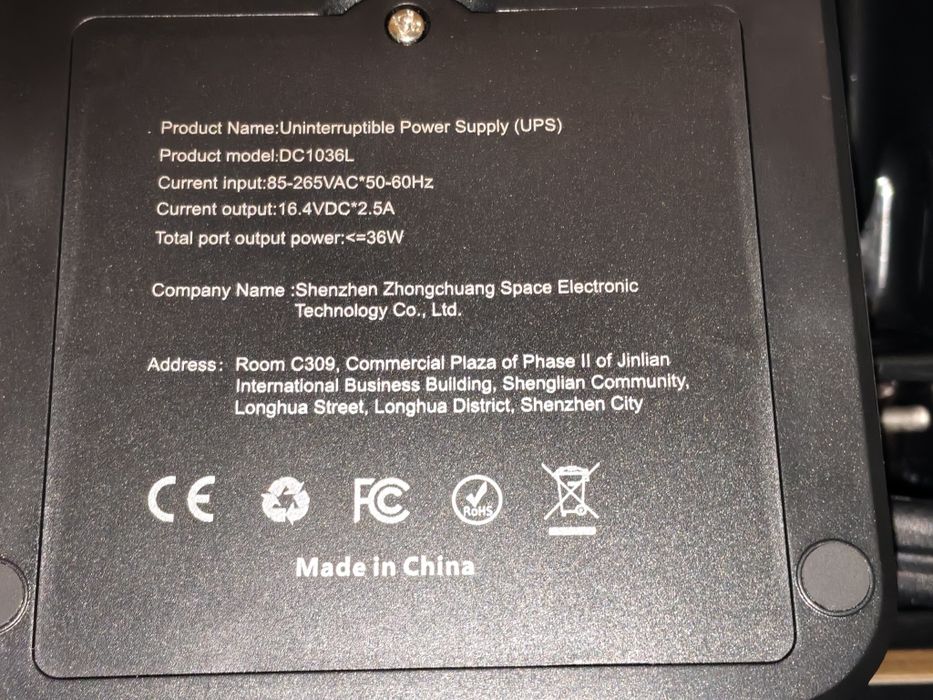 Product Name:Uninterruptible Power Supply (UPS)
Product model:DC1036L
Current input:85-265VAC*50-60Hz
Current output:16.4VDC*2.5A
Total port output power:<=36W
Company Name :Shenzhen Zhongchuang Space Electronic
Technology Co., Ltd.
Address: Room C309, Commercial Plaza of Phase II of Jinlian
International Business Building, Shenglian Community,
Longhua Street, Longhua District, Shenzhen City
CE FC RoHS
Made in China